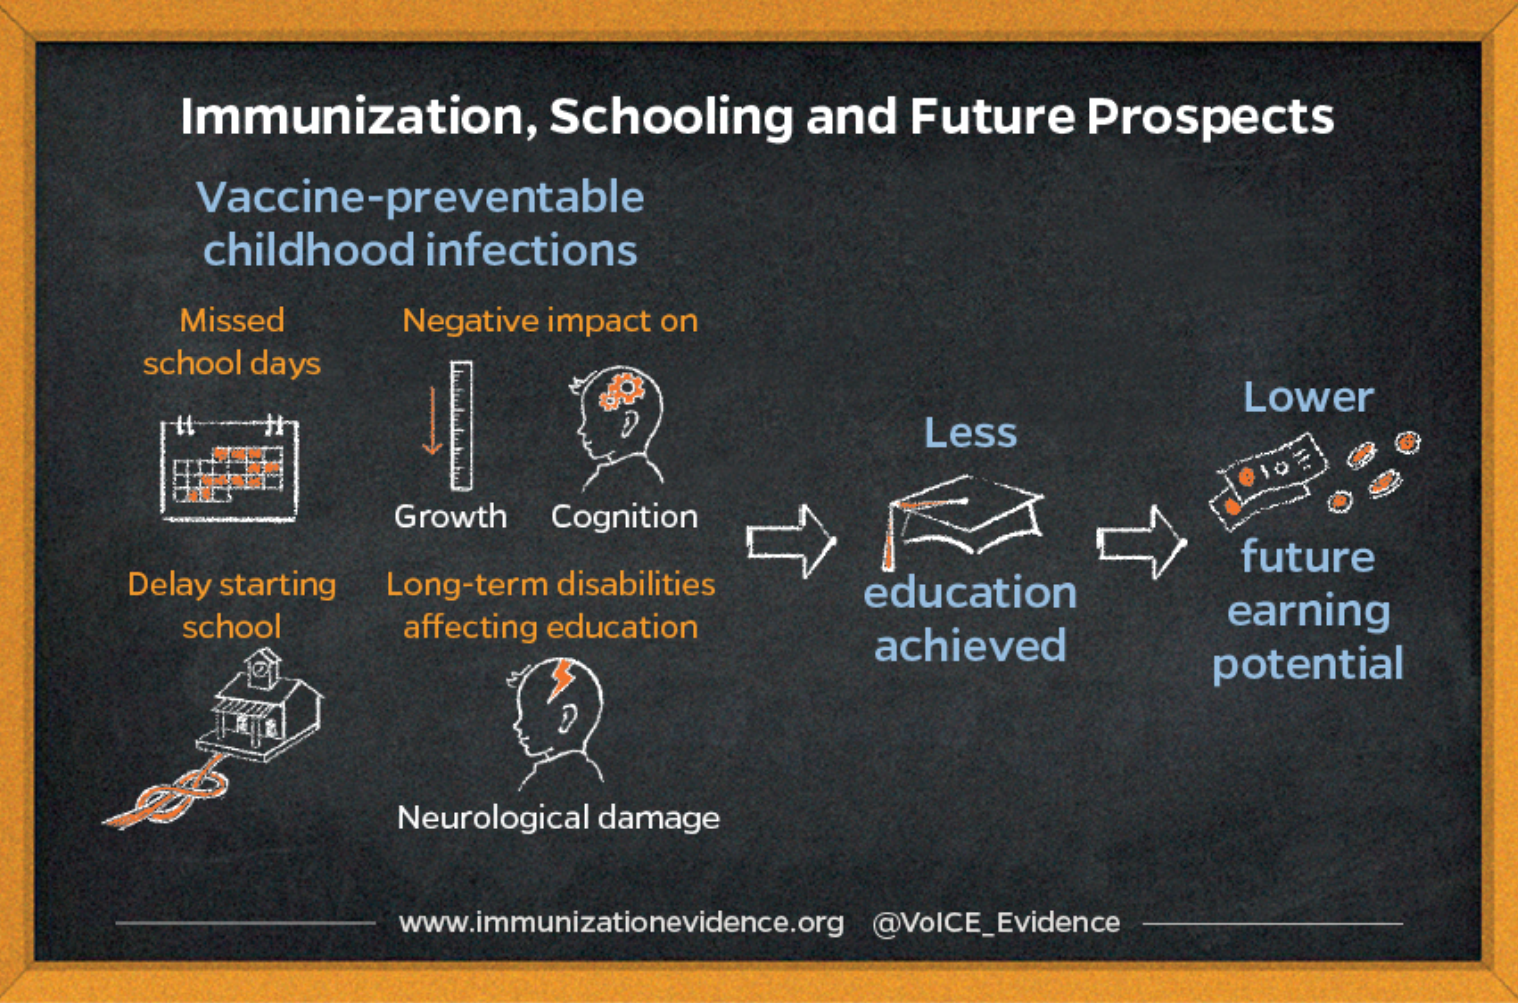 Immunization, Schooling and Future Prospects
Vaccine-preventable
childhood infections
Missed
school days
Negative impact on
Growth
Cognition
Delay starting
school
Long-term disabilities
affecting education
Neurological damage
Less
education
achieved
Lower
future
earning
potential
www.immunizationevidence.org @VoICE_Evidence